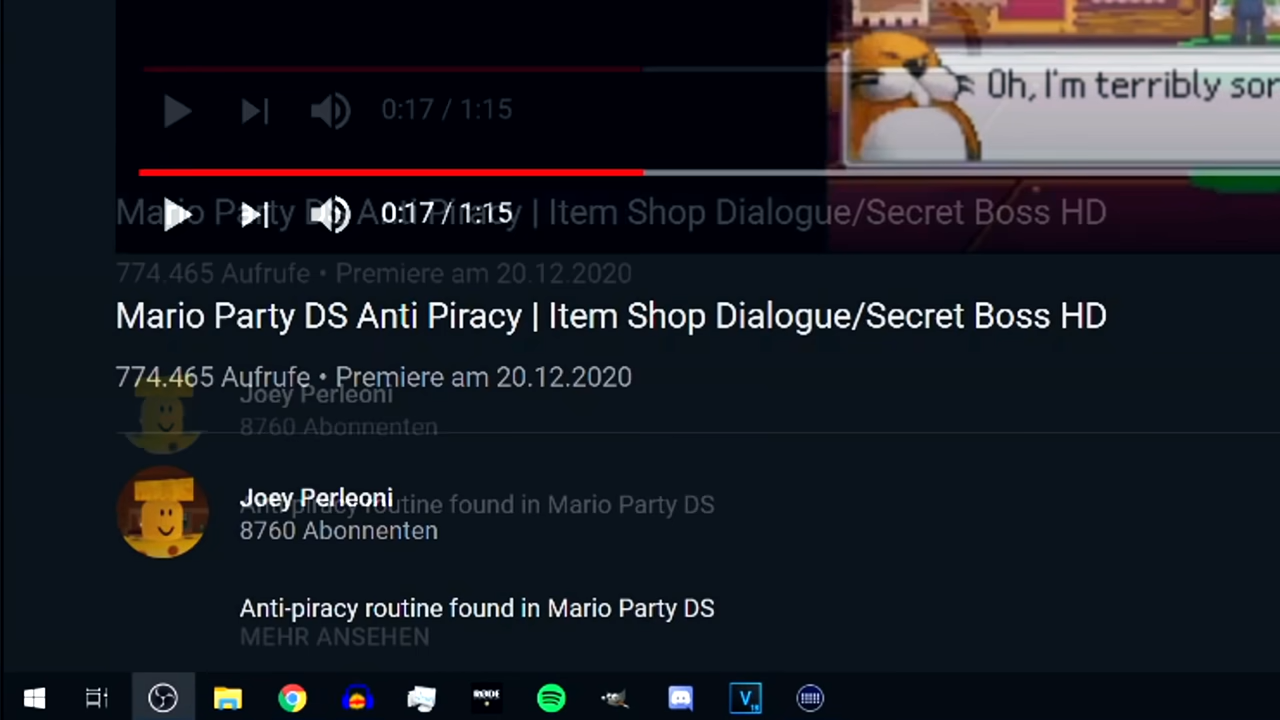 Oh, I'm terribly sor
0:17 / 1:15
0:17 / 1:15
Mario Party DS Anti Piracy | Item Shop Dialogue/Secret Boss HD
774.465 Aufrufe • Premiere am 20.12.2020
Mario Party DS Anti Piracy | Item Shop Dialogue/Secret Boss HD
774.465 Aufrufe • Premiere am 20.12.2020
Joey Perleoni
8760 Abonnenten
Joey Perleoni
Anti-piracy routine found in Mario Party DS
8760 Abonnenten
Anti-piracy routine found in Mario Party DS
MEHR ANSEHEN
RODE
V